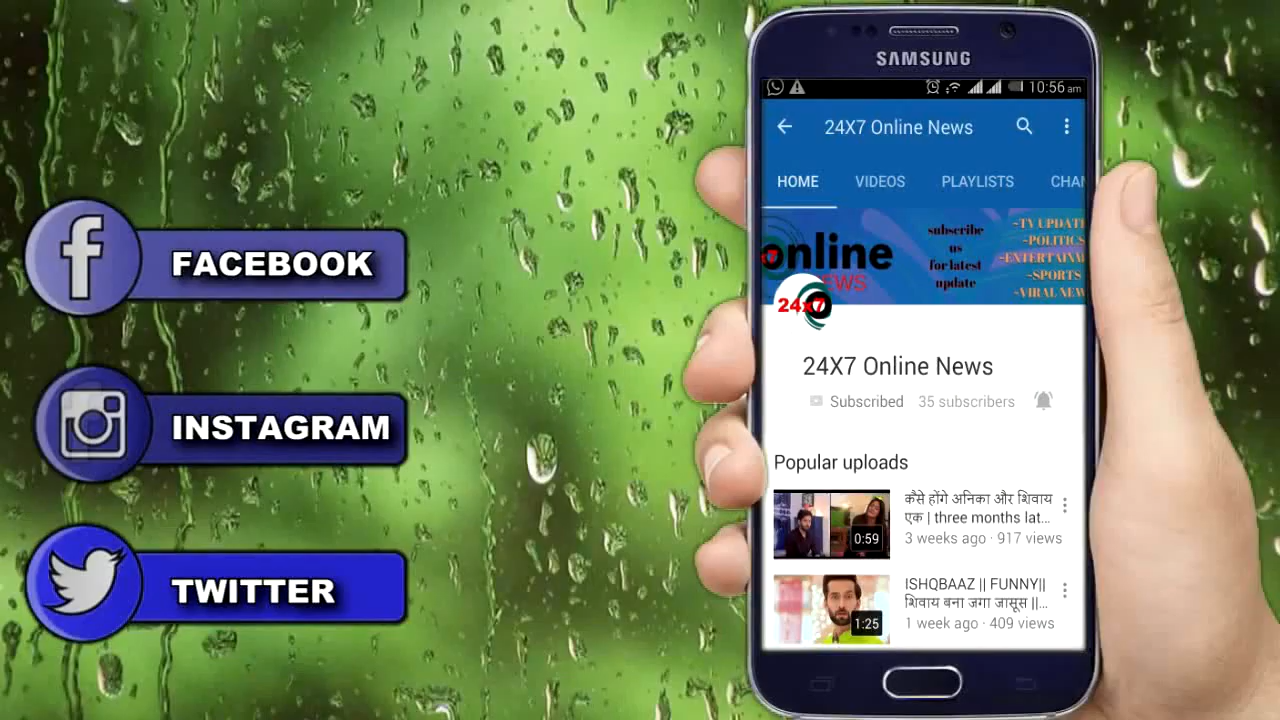 FACEBOOK
INSTAGRAM
TWITTER
SAMSUNG
10:56 am
24X7 Online News
HOME VIDEOS PLAYLISTS CHAN
online
NEWS
subscribe
us
for latest
update
~TV UPDATE
~POLITICS
~ENTERTAINM
~SPORTS
~VIRAL NEW
24x7
24X7 Online News
Subscribed 35 subscribers
Popular uploads
कैसे होंगे अनिका और शिवाय
एक | three months lat...
3 weeks ago · 917 views
0:59
ISHQBAAZ || FUNNY||
शिवाय बना जगा जासूस ||...
1 week ago · 409 views
1:25